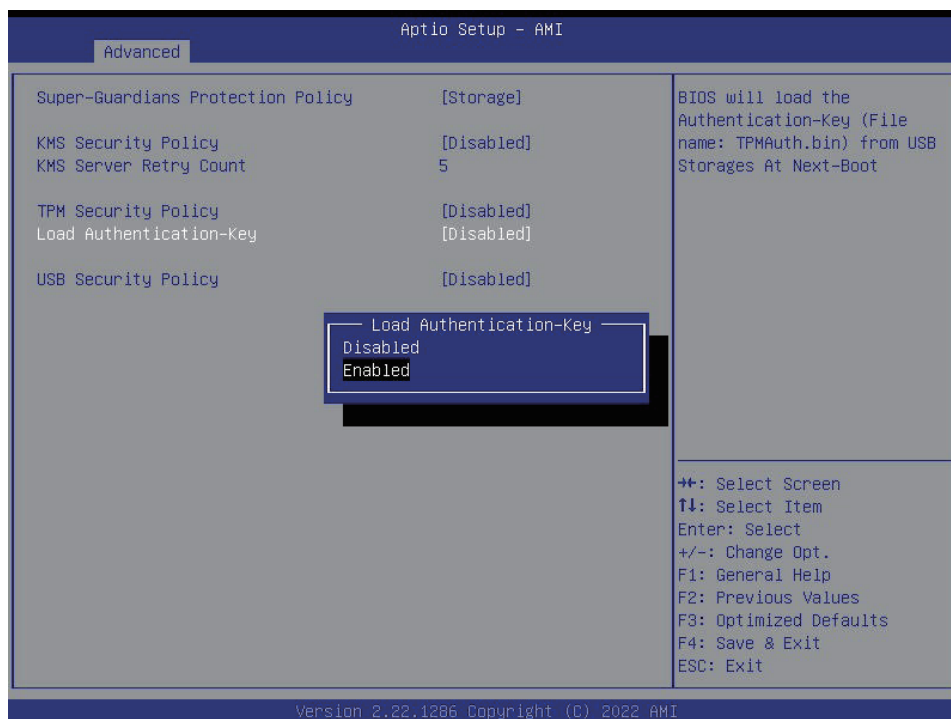 Aptio Setup – AMI
Advanced
Super-Guardians Protection Policy [Storage]
KMS Security Policy [Disabled]
KMS Server Retry Count 5
TPM Security Policy [Disabled]
Load Authentication-Key [Disabled]
USB Security Policy [Disabled]
Load Authentication-Key
Disabled
Enabled
BIOS will load the
Authentication-Key (File
name: TPMAuth.bin) from USB
Storages At Next-Boot
→←: Select Screen
↑↓: Select Item
Enter: Select
+/-: Change Opt.
F1: General Help
F2: Previous Values
F3: Optimized Defaults
F4: Save & Exit
ESC: Exit
Version 2.22.1286 Copyright (C) 2022 AMI